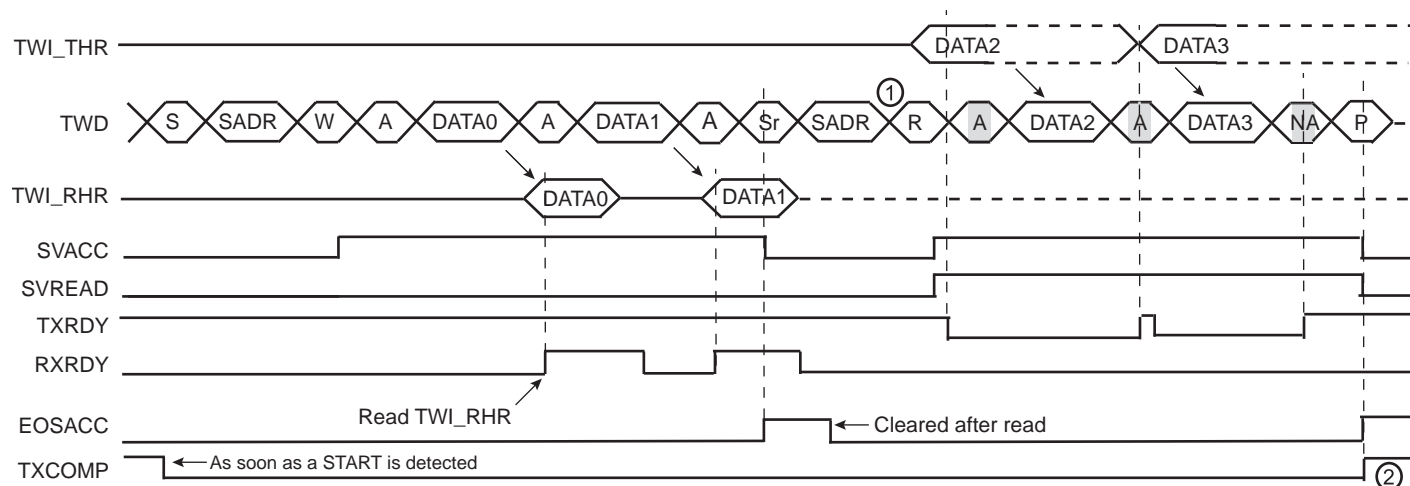 TWI_THR DATA2 DATA3
①
TWD S SADR W A DATA0 A DATA1 A Sr SADR R A DATA2 A DATA3 NA P
TWI_RHR DATA0 DATA1
SVACC
SVREAD
TXRDY
RXRDY
Read TWI_RHR
EOSACC Cleared after read
TXCOMP As soon as a START is detected ②